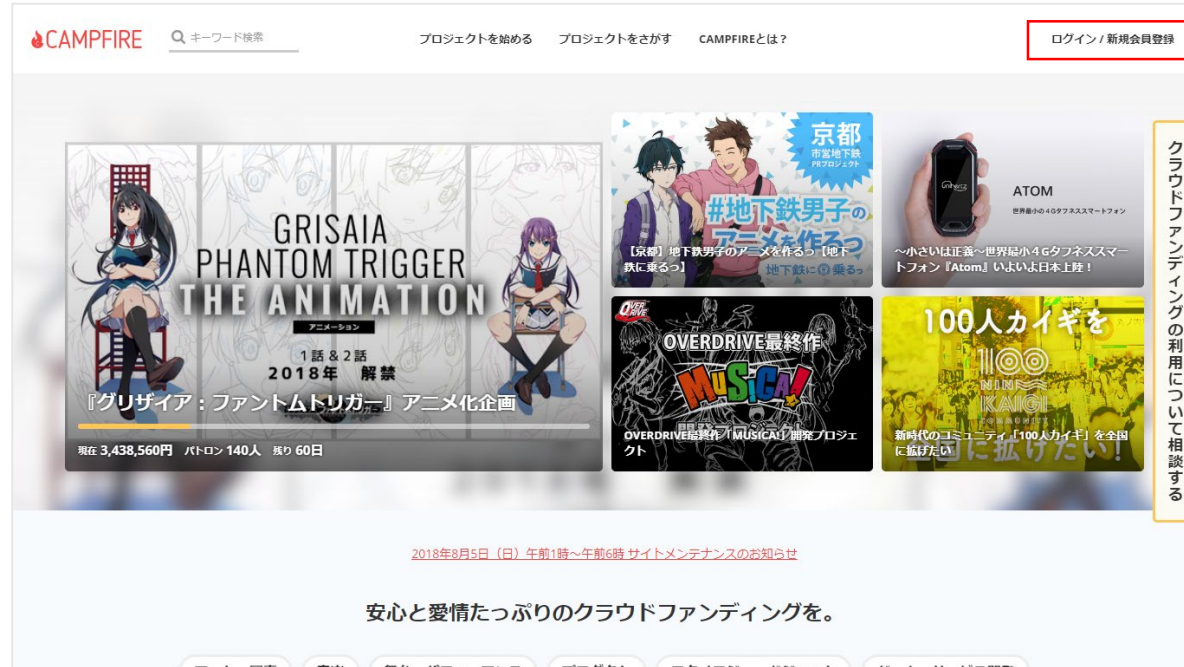 CAMPFIRE
キーワード検索
プロジェクトを始める
プロジェクトをさがす
CAMPFIREとは?
ログイン / 新規会員登録
GRISAIA
PHANTOM TRIGGER
THE ANIMATION
アニメーション
1話 & 2話
2018年 解禁
『グリザイア:ファントムトリガー』アニメ化企画
現在 3,438,560円 パトロン 140人 残り 60日
京都
市営地下鉄
PRプロジェクト
#地下鉄男子の
アニメを作るっ
【京都】地下鉄男子のアニメを作るっ【地下
鉄に乗るっ】
地下鉄に乗るっ
Unihertz
ATOM
世界最小の4Gタフネススマートフォン
~小さいは正義~世界最小4Gタフネススマー
トフォン『Atom』いよいよ日本上陸!
OVERDRIVE
OVERDRIVE最終作
MUSICA!
OVERDRIVE最終作「MUSICA!」開発プロジェ
クト
100人カイギを
100
NIN
KAIGI
COMMUNITY
新時代のコミュニティ「100人カイギ」を全国
に拡げたい
全国に拡げたい!
クラウドファンディングの利用について相談する
2018年8月5日(日)午前1時~午前6時 サイトメンテナンスのお知らせ
安心と愛情たっぷりのクラウドファンディングを。